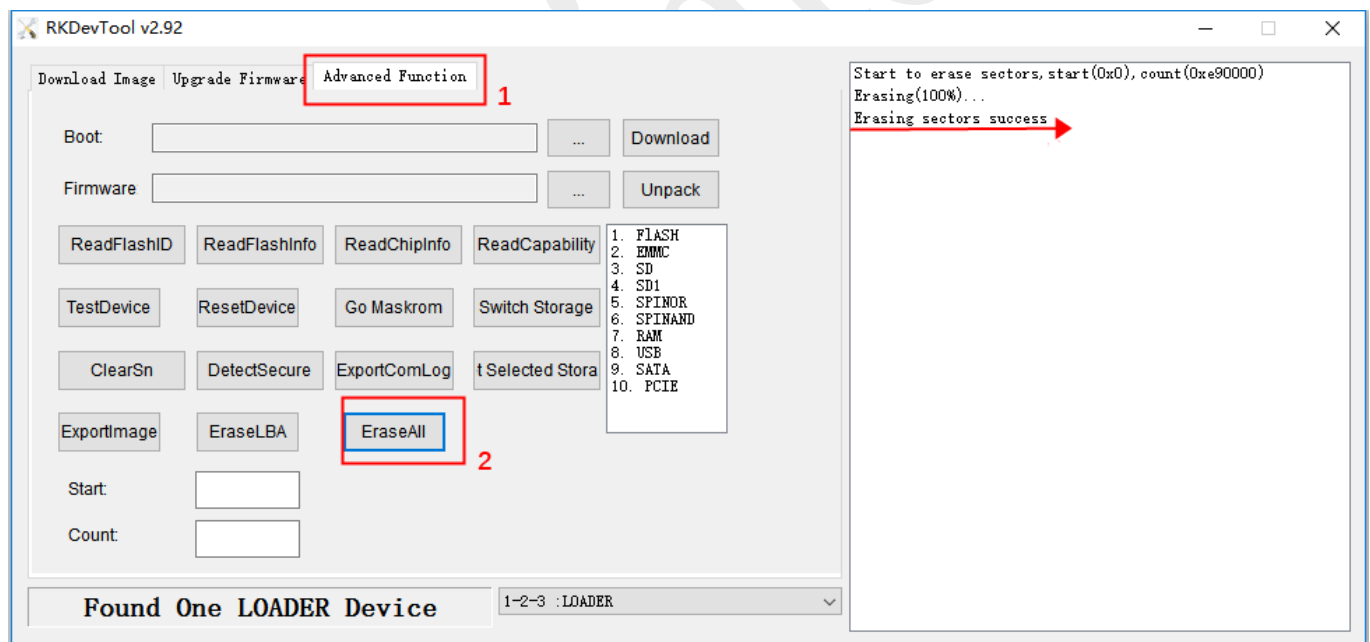 RKDevTool v2.92
Download Image
Upgrade Firmware
Advanced Function
1
Boot:
...
Download
Firmware
...
Unpack
ReadFlashID
ReadFlashInfo
ReadChipInfo
ReadCapability
TestDevice
ResetDevice
Go Maskrom
Switch Storage
ClearSn
DetectSecure
ExportComLog
t Selected Stora
1. FlASH
2. EMMC
3. SD
4. SD1
5. SPINOR
6. SPINAND
7. RAM
8. USB
9. SATA
10. PCIE
ExportImage
EraseLBA
EraseAll
2
Start:
Count:
Found One LOADER Device
1-2-3 :LOADER
Start to erase sectors,start(0x0),count(0xe90000)
Erasing(100%)...
Erasing sectors success